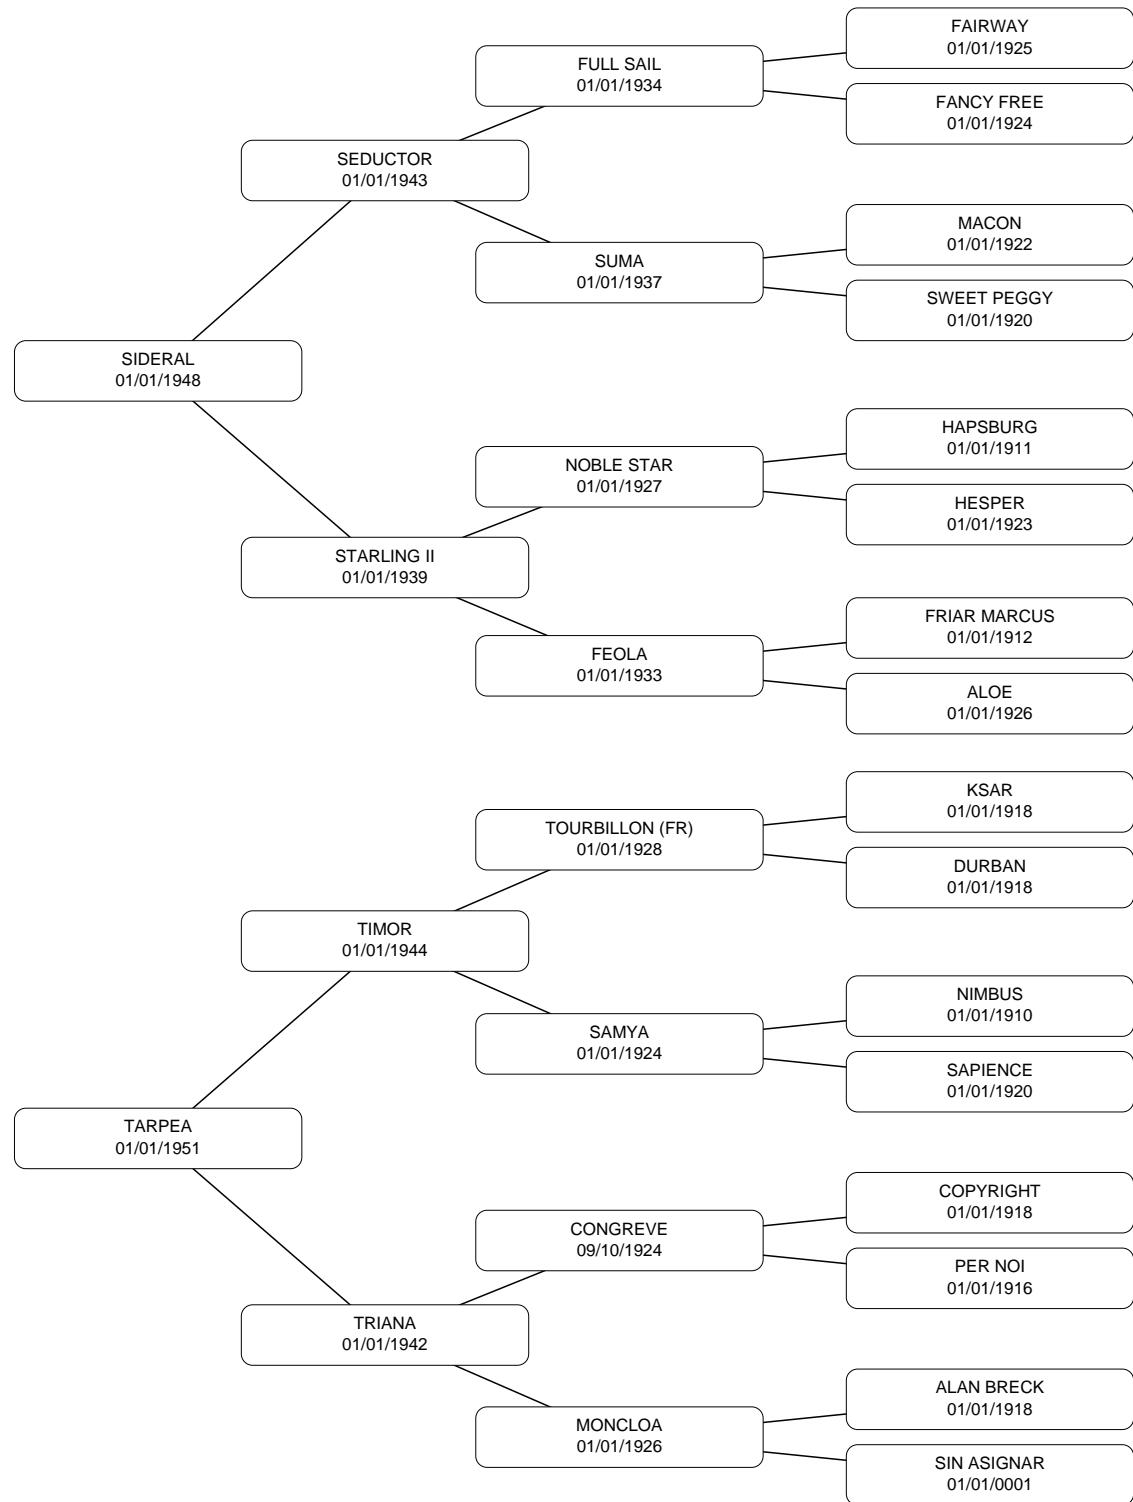 FAIRWAY
01/01/1925
FULL SAIL
01/01/1934
FANCY FREE
01/01/1924
SEDUCTOR
01/01/1943
MACON
01/01/1922
SUMA
01/01/1937
SWEET PEGGY
01/01/1920
SIDERAL
01/01/1948
HAPSBURG
01/01/1911
NOBLE STAR
01/01/1927
HESPER
01/01/1923
STARLING II
01/01/1939
FRIAR MARCUS
01/01/1912
FEOLA
01/01/1933
ALOE
01/01/1926
KSAR
01/01/1918
TOURBILLON (FR)
01/01/1928
DURBAN
01/01/1918
TIMOR
01/01/1944
NIMBUS
01/01/1910
SAMYA
01/01/1924
SAPIENCE
01/01/1920
TARPEA
01/01/1951
COPYRIGHT
01/01/1918
CONGREVE
09/10/1924
PER NOI
01/01/1916
TRIANA
01/01/1942
ALAN BRECK
01/01/1918
MONCLOA
01/01/1926
SIN ASIGNAR
01/01/0001